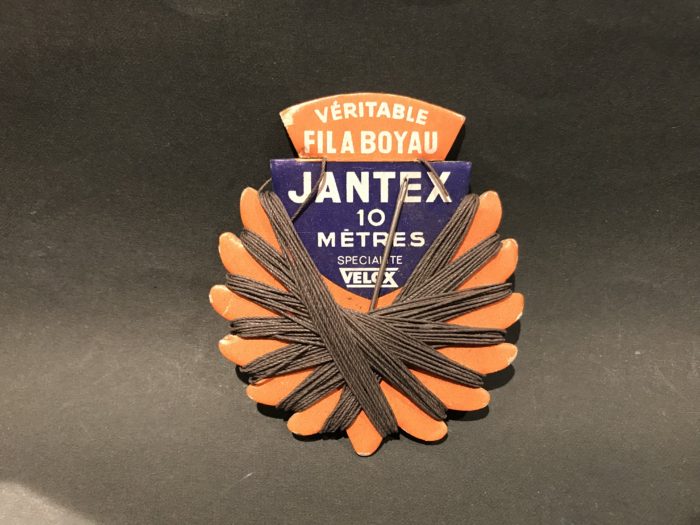 VÉRITABLE
FIL A BOYAU
JANTEX
10
MÈTRES
SPECIALITE
VELOX